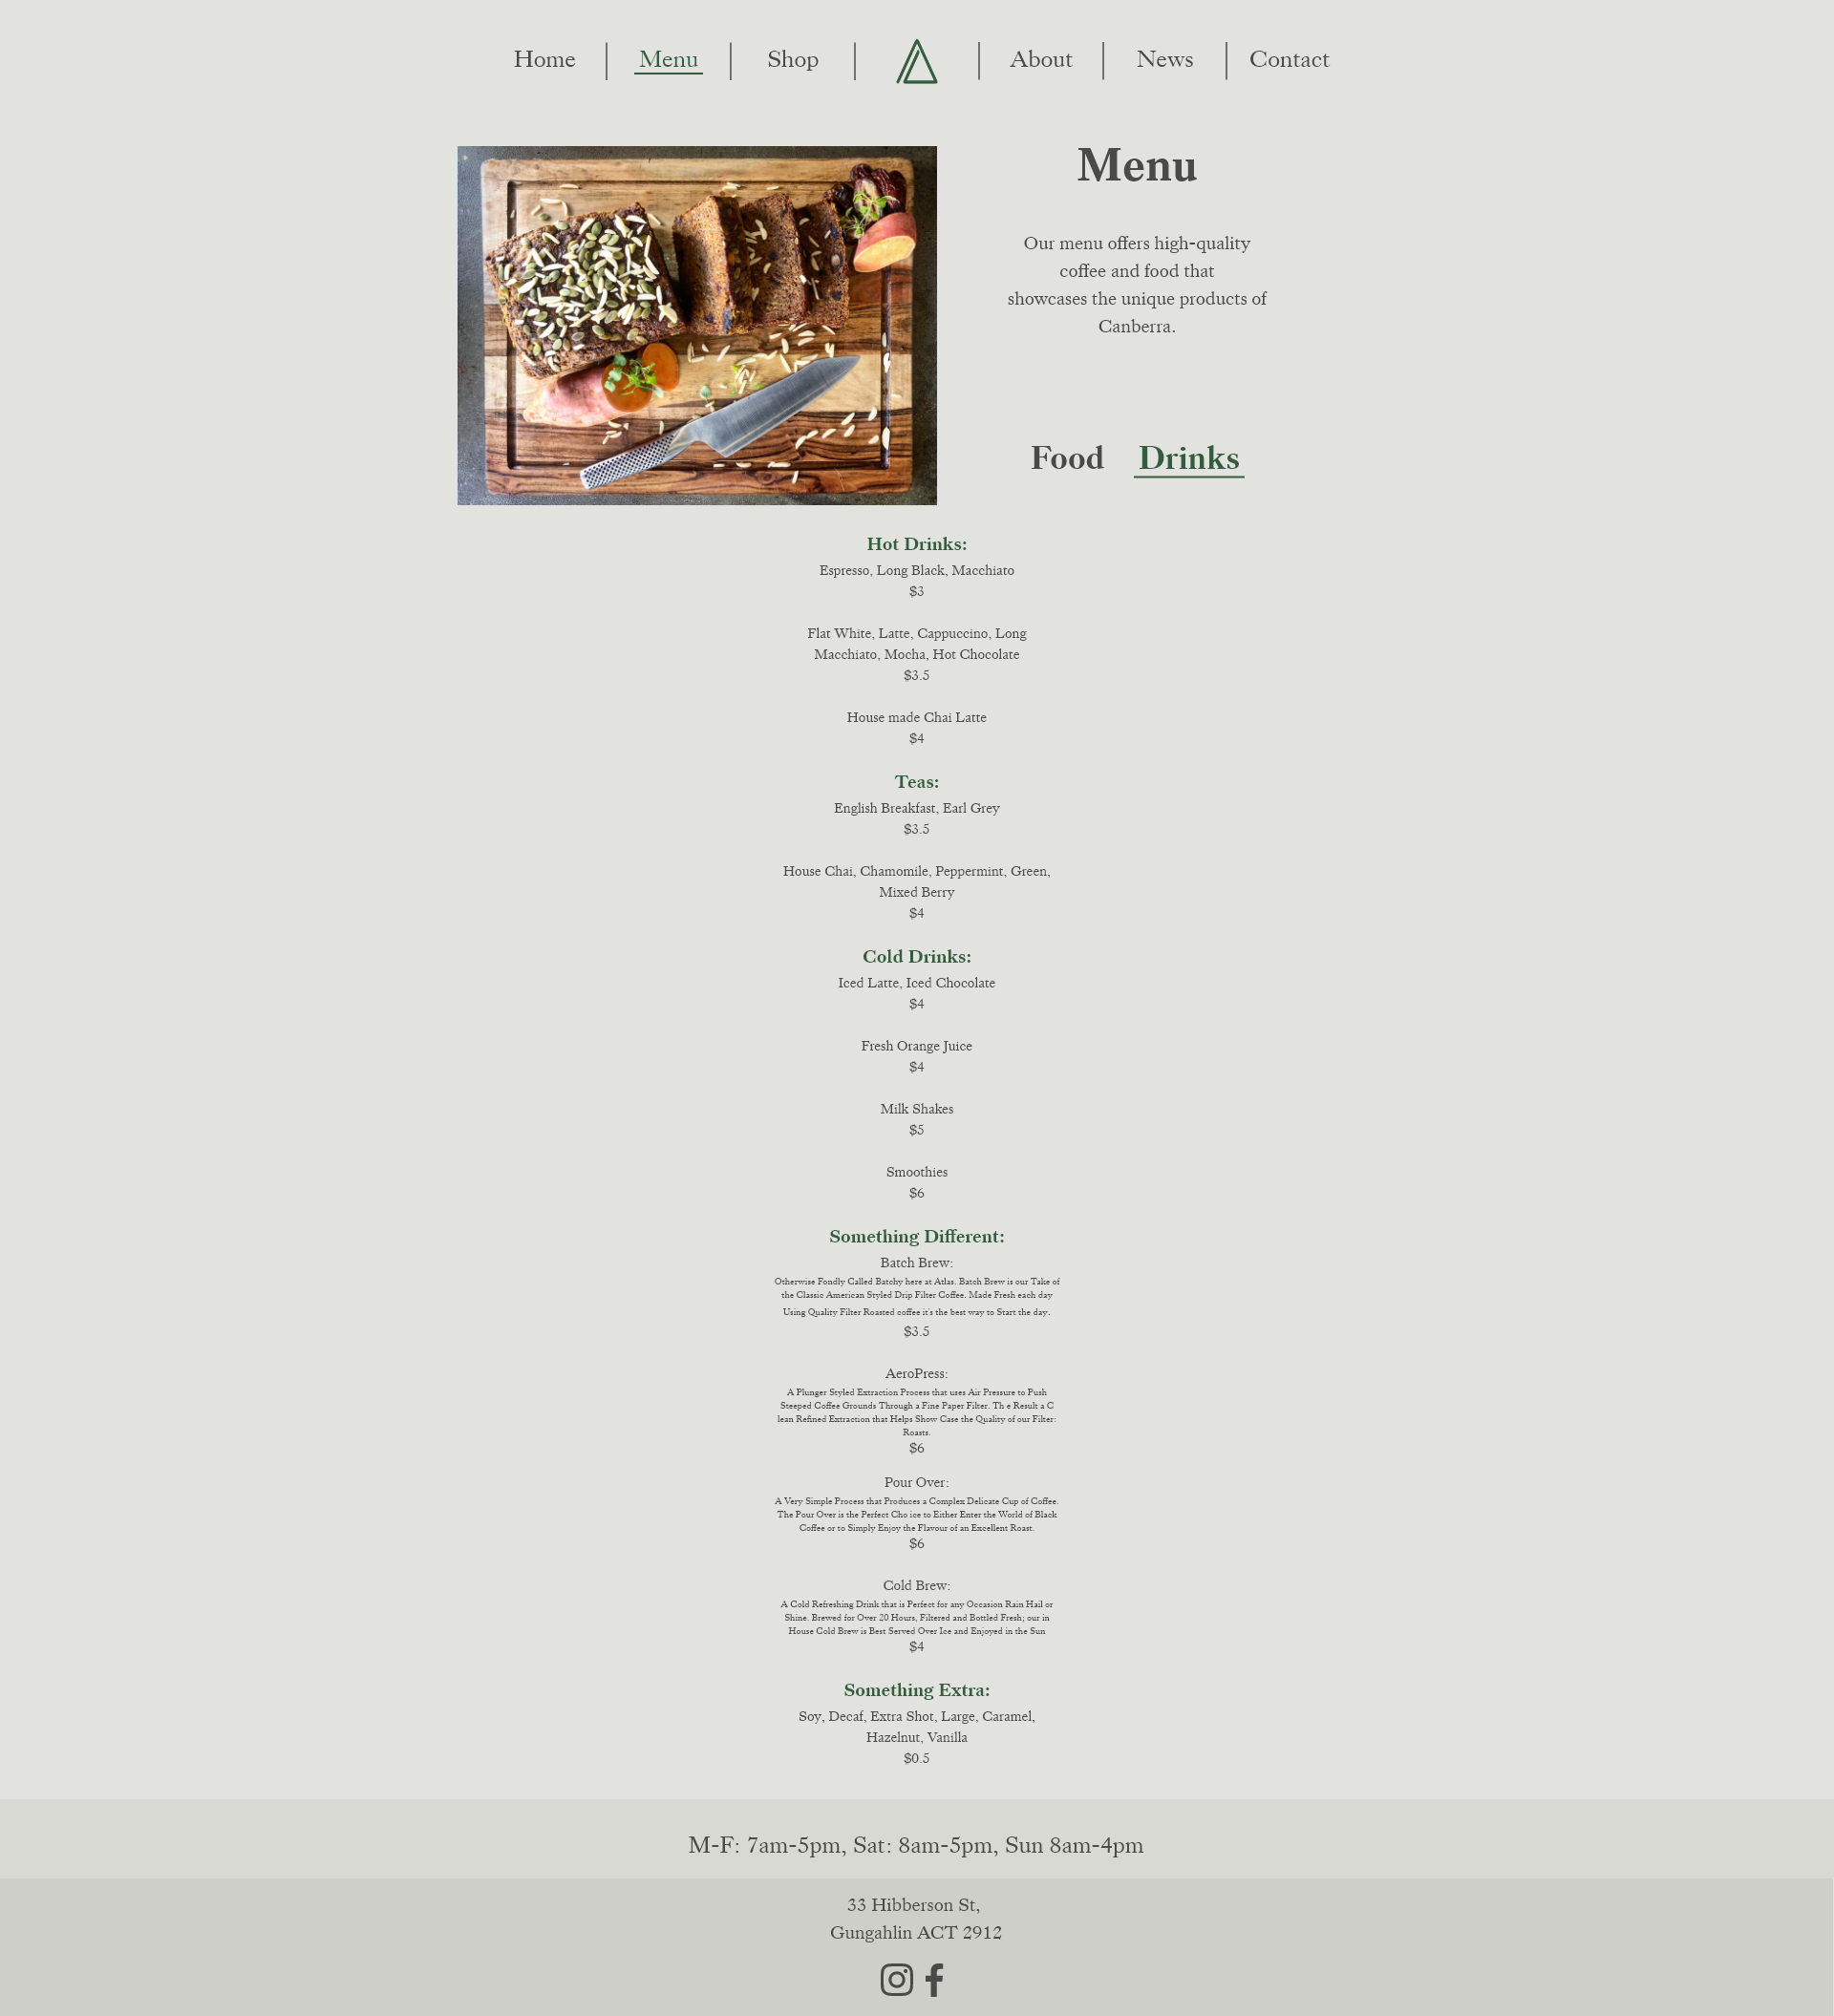 Home
Menu
Shop
About
News
Contact
Menu
Our menu offers high-quality
coffee and food that
showcases the unique products of
Canberra.
Food
Drinks
Hot Drinks:
Espresso, Long Black, Macchiato
$3
Flat White, Latte, Cappuccino, Long
Macchiato, Mocha, Hot Chocolate
$3.5
House made Chai Latte
$4
Teas:
English Breakfast, Earl Grey
$3.5
House Chai, Chamomile, Peppermint, Green,
Mixed Berry
$4
Cold Drinks:
Iced Latte, Iced Chocolate
$4
Fresh Orange Juice
$4
Milk Shakes
$5
Smoothies
$6
Something Different:
Batch Brew:
Otherwise Fondly Called Batchy here at Atlas. Batch Brew is our Take of
the Classic American Styled Drip Filter Coffee. Made Fresh each day
Using Quality Filter Roasted coffee it's the best way to Start the day.
$3.5
AeroPress:
A Plunger Styled Extraction Process that uses Air Pressure to Push
Steeped Coffee Grounds Through a Fine Paper Filter. Th e Result a C
lean Refined Extraction that Helps Show Case the Quality of our Filter:
Roasts.
$6
Pour Over:
A Very Simple Process that Produces a Complex Delicate Cup of Coffee.
The Pour Over is the Perfect Cho ice to Either Enter the World of Black
Coffee or to Simply Enjoy the Flavour of an Excellent Roast.
$6
Cold Brew:
A Cold Refreshing Drink that is Perfect for any Occasion Rain Hail or
Shine. Brewed for Over 20 Hours, Filtered and Bottled Fresh; our in
House Cold Brew is Best Served Over Ice and Enjoyed in the Sun
$4
Something Extra:
Soy, Decaf, Extra Shot, Large, Caramel,
Hazelnut, Vanilla
$0.5
M-F: 7am-5pm, Sat: 8am-5pm, Sun 8am-4pm
33 Hibberson St,
Gungahlin ACT 2912